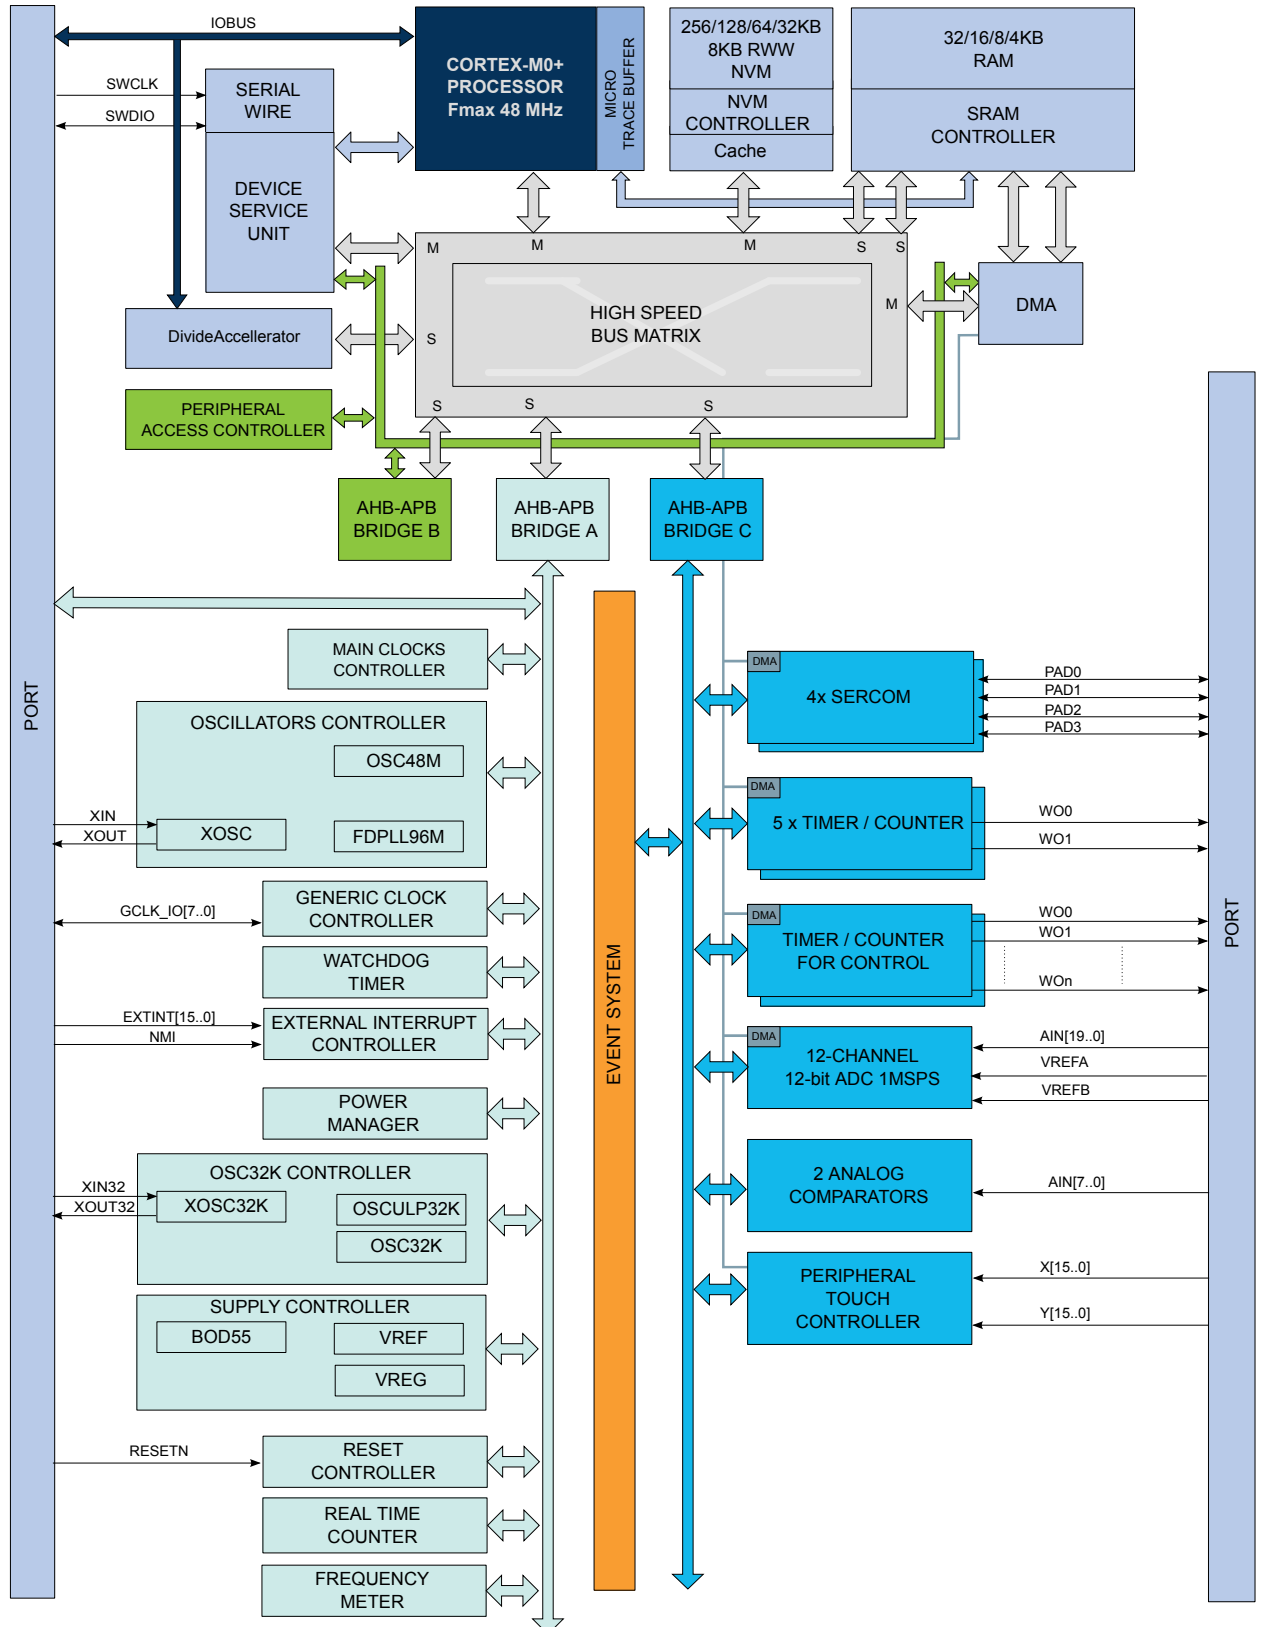 IOBUS
SWCLK
SWDIO
SERIAL
WIRE
DEVICE
SERVICE
UNIT
CORTEX-M0+
PROCESSOR
Fmax 48 MHz
MICRO
TRACE BUFFER
256/128/64/32KB
8KB RWW
NVM
NVM
CONTROLLER
Cache
32/16/8/4KB
RAM
SRAM
CONTROLLER
M
M
M
S
S
M
S
S
S
S
HIGH SPEED
BUS MATRIX
DMA
DivideAccellerator
PERIPHERAL
ACCESS CONTROLLER
AHB-APB
BRIDGE B
AHB-APB
BRIDGE A
AHB-APB
BRIDGE C
PORT
MAIN CLOCKS
CONTROLLER
OSCILLATORS CONTROLLER
OSC48M
XIN
XOUT
XOSC
FDPLL96M
GCLK_IO[7..0]
GENERIC CLOCK
CONTROLLER
WATCHDOG
TIMER
EXTINT[15..0]
NMI
EXTERNAL INTERRUPT
CONTROLLER
POWER
MANAGER
OSC32K CONTROLLER
XIN32
XOUT32
XOSC32K
OSCULP32K
OSC32K
SUPPLY CONTROLLER
BOD55
VREF
VREG
RESETN
RESET
CONTROLLER
REAL TIME
COUNTER
FREQUENCY
METER
EVENT SYSTEM
DMA
4x SERCOM
PAD0
PAD1
PAD2
PAD3
DMA
5 x TIMER / COUNTER
WO0
WO1
DMA
TIMER / COUNTER
FOR CONTROL
WO0
WO1
WOn
DMA
12-CHANNEL
12-bit ADC 1MSPS
AIN[19..0]
VREFA
VREFB
2 ANALOG
COMPARATORS
AIN[7..0]
PERIPHERAL
TOUCH
CONTROLLER
X[15..0]
Y[15..0]
PORT